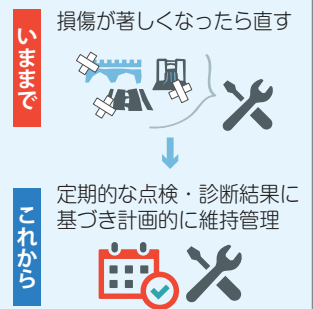 いままで
損傷が著しくなったら直す
これから
定期的な点検・診断結果に
基づき計画的に維持管理